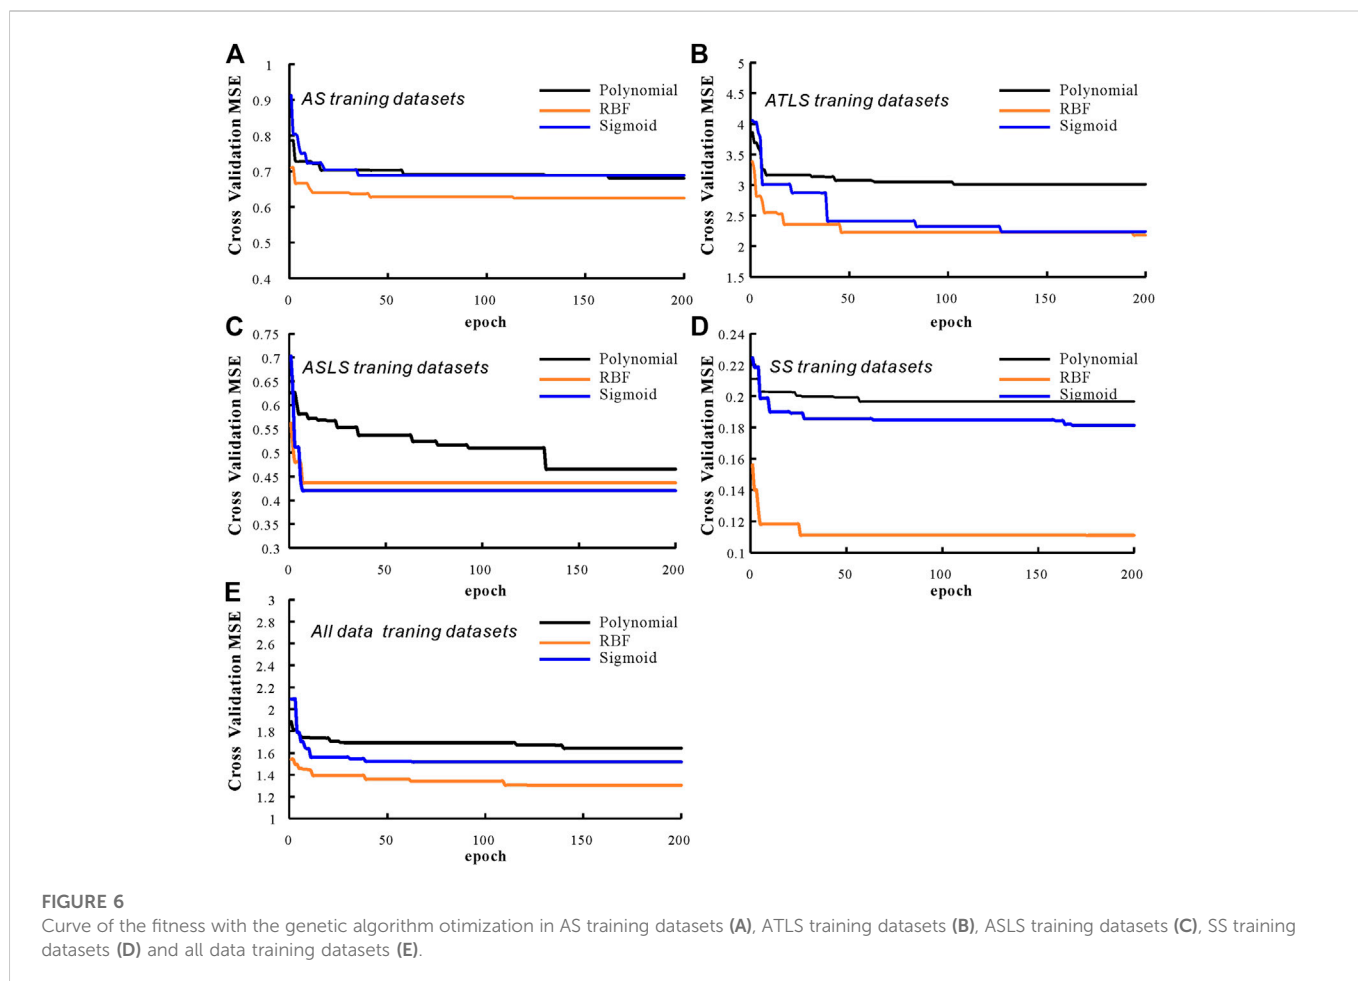 A
Cross Validation MSE
1
0.9
0.8
0.7
0.6
0.5
0.4
AS traning datasets
Polynomial
RBF
Sigmoid
0 50 100 150 200
epoch
B
Cross Validation MSE
5
4.5
4
3.5
3
2.5
2
1.5
ATLS traning datasets
Polynomial
RBF
Sigmoid
0 50 100 150 200
epoch
C
Cross Validation MSE
0.75
0.7
0.65
0.6
0.55
0.5
0.45
0.4
0.35
0.3
ASLS traning datasets
Polynomial
RBF
Sigmoid
0 50 100 150 200
epoch
D
Cross Validation MSE
0.24
0.22
0.2
0.18
0.16
0.14
0.12
0.1
SS traning datasets
Polynomial
RBF
Sigmoid
0 50 100 150 200
epoch
E
Cross Validation MSE
3
2.8
2.6
2.4
2.2
2
1.8
1.6
1.4
1.2
1
All data traning datasets
Polynomial
RBF
Sigmoid
0 50 100 150 200
epoch
FIGURE 6
Curve of the fitness with the genetic algorithm otimization in AS training datasets (A), ATLS training datasets (B), ASLS training datasets (C), SS training
datasets (D) and all data training datasets (E).